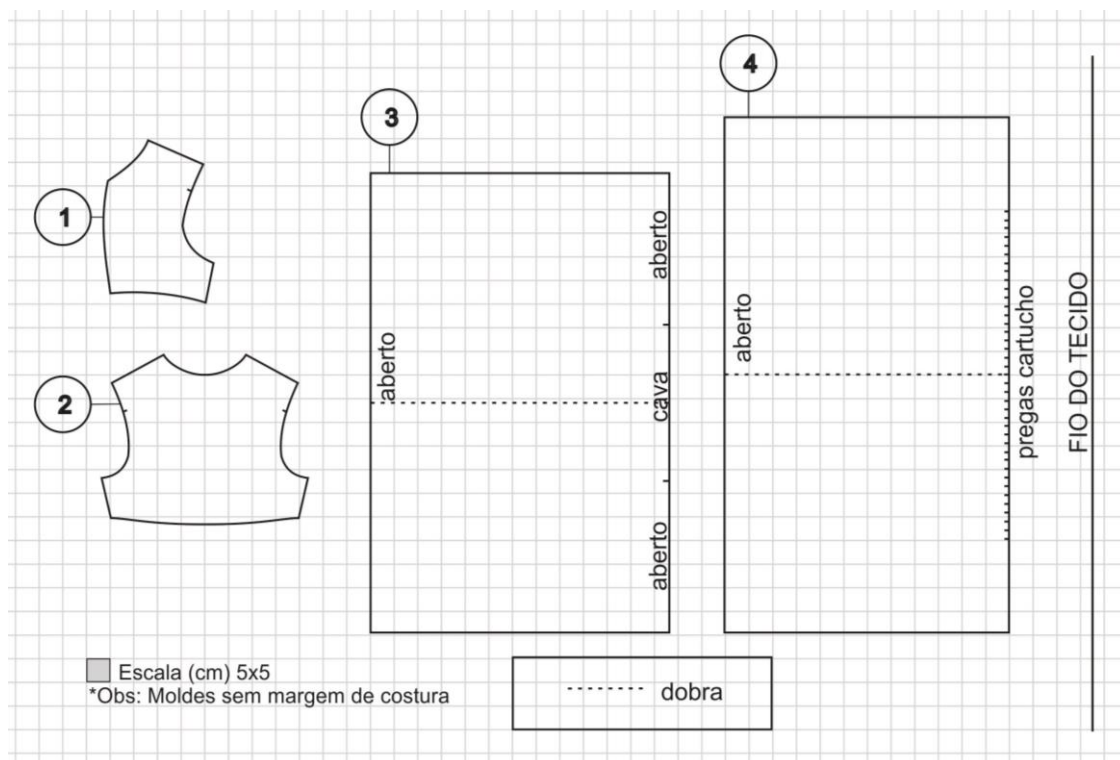 4
3
1
2
aberto
aberto
cava
aberto
aberto
pregas cartucho
FIO DO TECIDO
Escala (cm) 5x5
*Obs: Moldes sem margem de costura
dobra